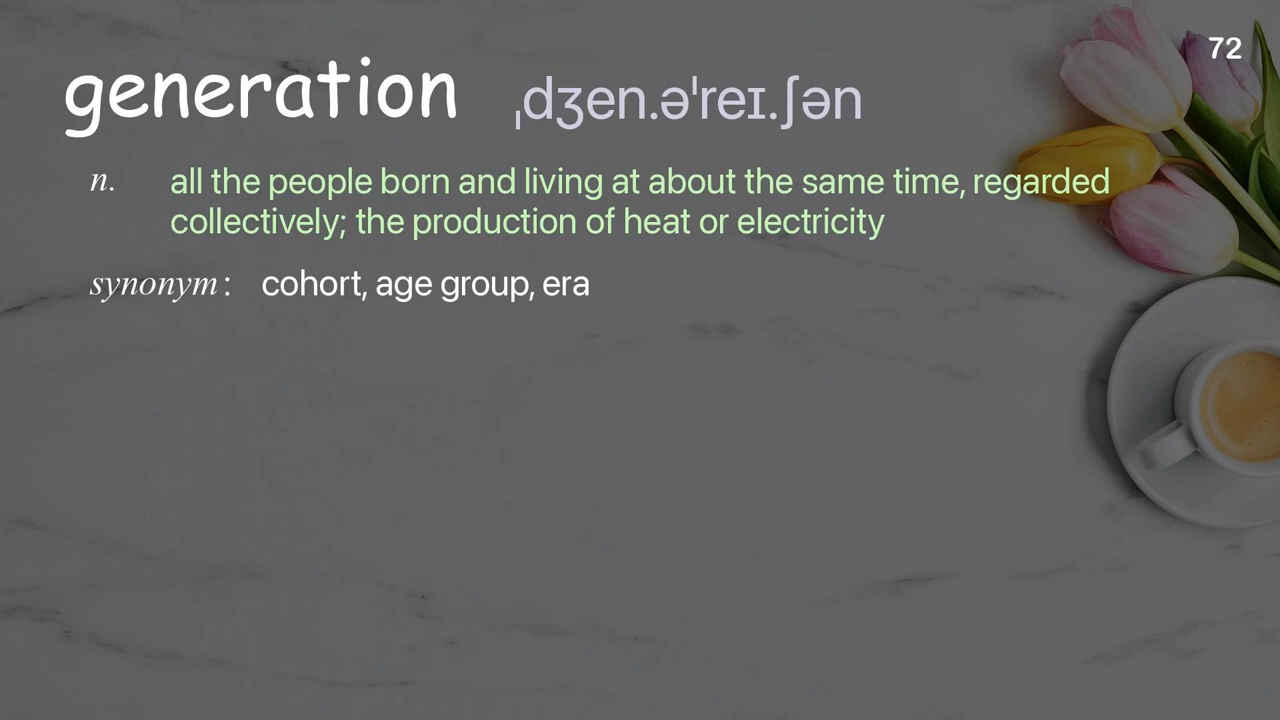 72
generation ˌdʒen.əˈreɪ.ʃən
n. all the people born and living at about the same time, regarded
collectively; the production of heat or electricity
synonym: cohort, age group, era